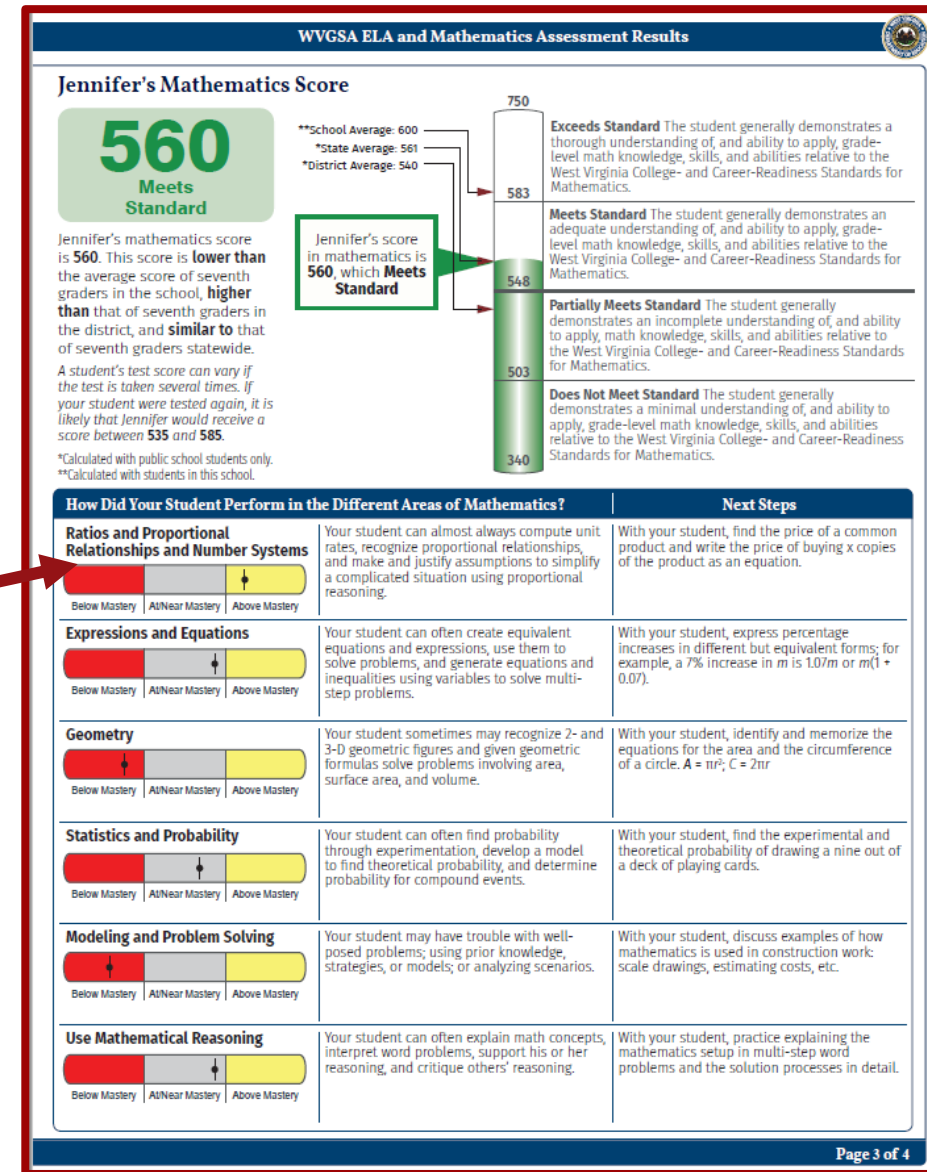 WVGSA ELA and Mathematics Assessment Results
Jennifer's Mathematics Score
560
Meets
Standard
Jennifer's mathematics score
is 560. This score is lower than
the average score of seventh
graders in the school, higher
than that of seventh graders in
the district, and similar to that
of seventh graders statewide.
A student's test score can vary if
the test is taken several times. If
your student were tested again, it is
likely that Jennifer would receive a
score between 535 and 585.
*Calculated with public school students only.
**Calculated with students in this school.
**School Average: 600
*State Average: 561
*District Average: 540
Jennifer's score
in mathematics is
560, which Meets
Standard
750
583
548
503
340
Exceeds Standard The student generally demonstrates a
thorough understanding of, and ability to apply, grade-
level math knowledge, skills, and abilities relative to the
West Virginia College- and Career-Readiness Standards for
Mathematics.
Meets Standard The student generally demonstrates an
adequate understanding of, and ability to apply, grade-
level math knowledge, skills, and abilities relative to the
West Virginia College- and Career-Readiness Standards for
Mathematics.
Partially Meets Standard The student generally
demonstrates an incomplete understanding of, and ability
to apply, math knowledge, skills, and abilities relative to
the West Virginia College- and Career-Readiness Standards
for Mathematics.
Does Not Meet Standard The student generally
demonstrates a minimal understanding of, and ability to
apply, grade-level math knowledge, skills, and abilities
relative to the West Virginia College- and Career-Readiness
Standards for Mathematics.
How Did Your Student Perform in the Different Areas of Mathematics?
Next Steps
Ratios and Proportional
Relationships and Number Systems
Below Mastery At/Near Mastery Above Mastery
Your student can almost always compute unit
rates, recognize proportional relationships,
and make and justify assumptions to simplify
a complicated situation using proportional
reasoning.
With your student, find the price of a common
product and write the price of buying x copies
of the product as an equation.
Expressions and Equations
Below Mastery At/Near Mastery Above Mastery
Your student can often create equivalent
equations and expressions, use them to
solve problems, and generate equations and
inequalities using variables to solve multi-
step problems.
With your student, express percentage
increases in different but equivalent forms; for
example, a 7% increase in m is 1.07m or m(1 +
0.07).
Geometry
Below Mastery At/Near Mastery Above Mastery
Your student sometimes may recognize 2- and
3-D geometric figures and given geometric
formulas solve problems involving area,
surface area, and volume.
With your student, identify and memorize the
equations for the area and the circumference
of a circle. A = πr²; C = 2πr
Statistics and Probability
Below Mastery At/Near Mastery Above Mastery
Your student can often find probability
through experimentation, develop a model
to find theoretical probability, and determine
probability for compound events.
With your student, find the experimental and
theoretical probability of drawing a nine out of
a deck of playing cards.
Modeling and Problem Solving
Below Mastery At/Near Mastery Above Mastery
Your student may have trouble with well-
posed problems; using prior knowledge,
strategies, or models; or analyzing scenarios.
With your student, discuss examples of how
mathematics is used in construction work:
scale drawings, estimating costs, etc.
Use Mathematical Reasoning
Below Mastery At/Near Mastery Above Mastery
Your student can often explain math concepts,
interpret word problems, support his or her
reasoning, and critique others' reasoning.
With your student, practice explaining the
mathematics setup in multi-step word
problems and the solution processes in detail.
Page 3 of 4